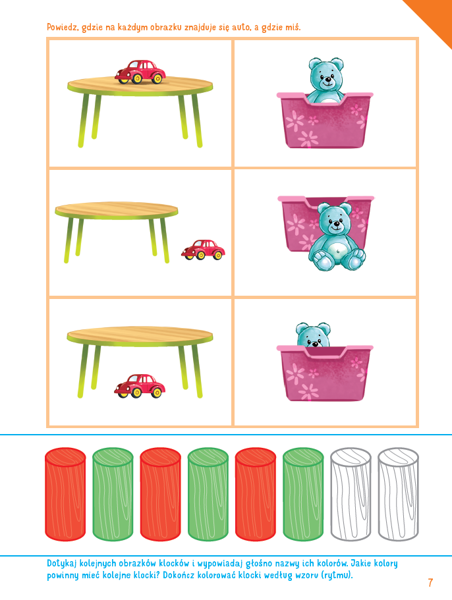 Powiedz, gdzie na każdym obrazku znajduje się auto, a gdzie miś.
Dotykaj kolejnych obrazków klocków i wypowiadaj głośno nazwy ich kolorów. Jakie kolory
powinny mieć kolejne klocki? Dokończ kolorować klocki według wzoru (rytmu).
7